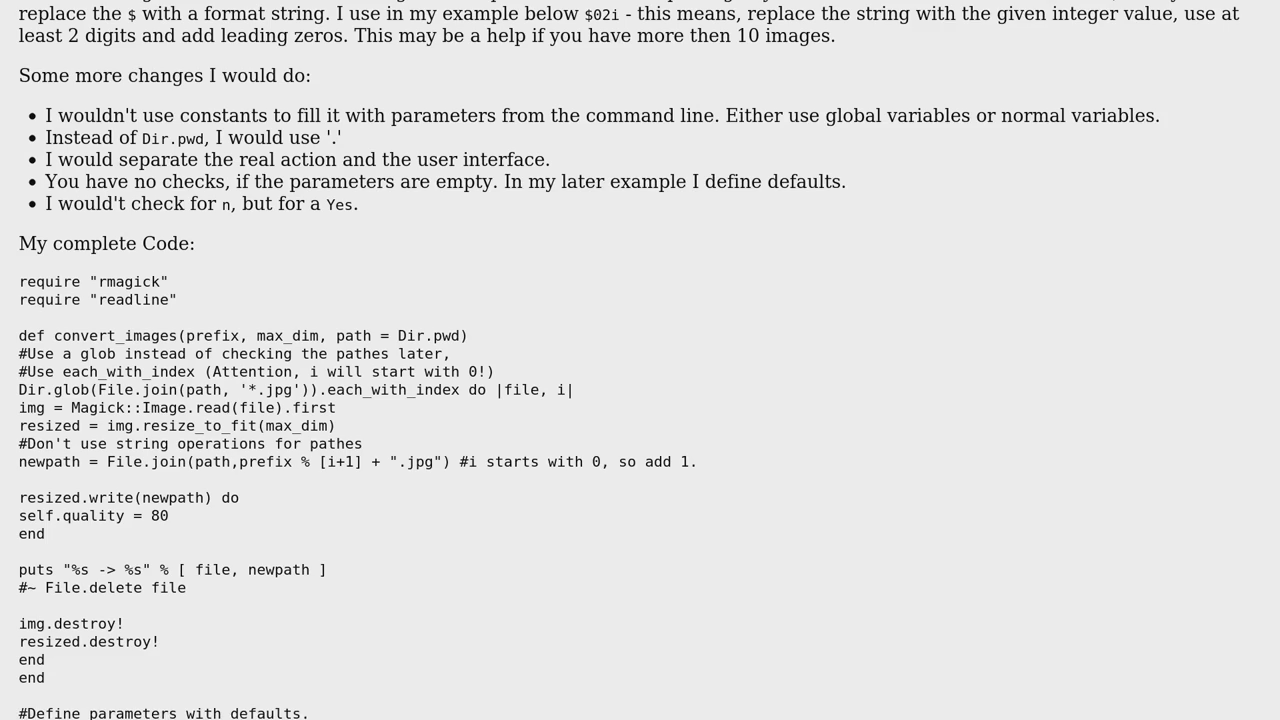 replace the $ with a format string. I use in my example below $02i - this means, replace the string with the given integer value, use at
least 2 digits and add leading zeros. This may be a help if you have more then 10 images.
Some more changes I would do:
• I wouldn't use constants to fill it with parameters from the command line. Either use global variables or normal variables.
• Instead of Dir.pwd, I would use '.'
• I would separate the real action and the user interface.
• You have no checks, if the parameters are empty. In my later example I define defaults.
• I would't check for n, but for a Yes.
My complete Code:
require "rmagick"
require "readline"
def convert_images(prefix, max_dim, path = Dir.pwd)
#Use a glob instead of checking the pathes later,
#Use each_with_index (Attention, i will start with 0!)
Dir.glob(File.join(path, '*.jpg')).each_with_index do |file, i|
img = Magick::Image.read(file).first
resized = img.resize_to_fit(max_dim)
#Don't use string operations for pathes
newpath = File.join(path,prefix % [i+1] + ".jpg") #i starts with 0, so add 1.
resized.write(newpath) do
self.quality = 80
end
puts "%s -> %s" % [ file, newpath ]
#~ File.delete file
img.destroy!
resized.destroy!
end
end
#Define parameters with defaults.